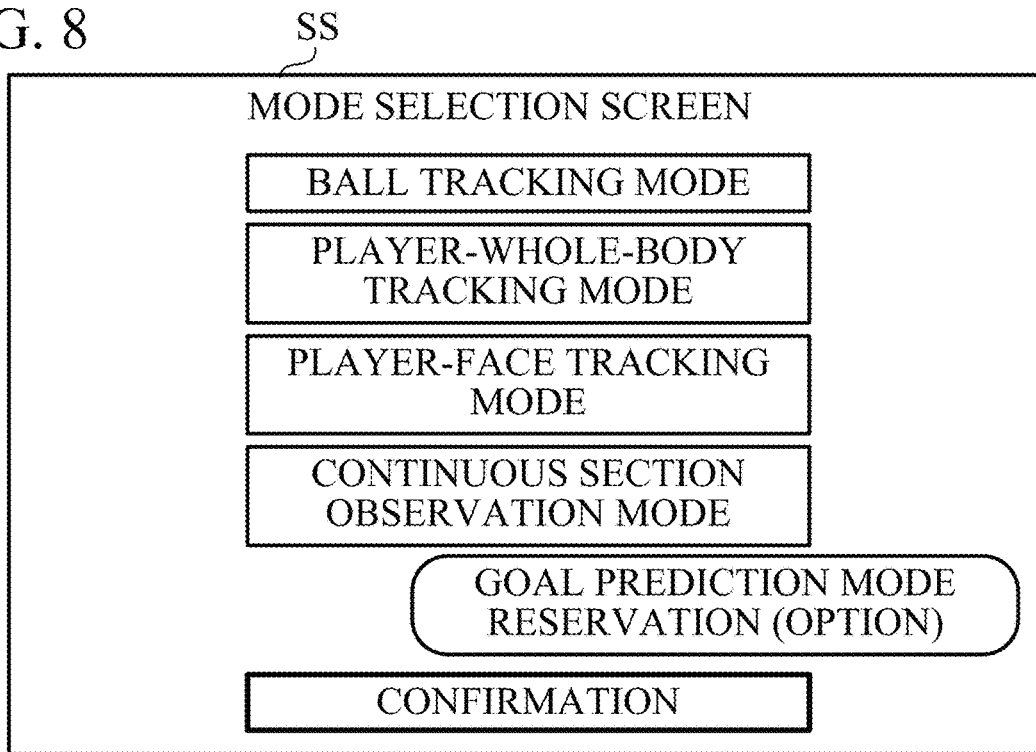 G. 8
SS
MODE SELECTION SCREEN
BALL TRACKING MODE
PLAYER-WHOLE-BODY
TRACKING MODE
PLAYER-FACE TRACKING
MODE
CONTINUOUS SECTION
OBSERVATION MODE
GOAL PREDICTION MODE
RESERVATION (OPTION)
CONFIRMATION